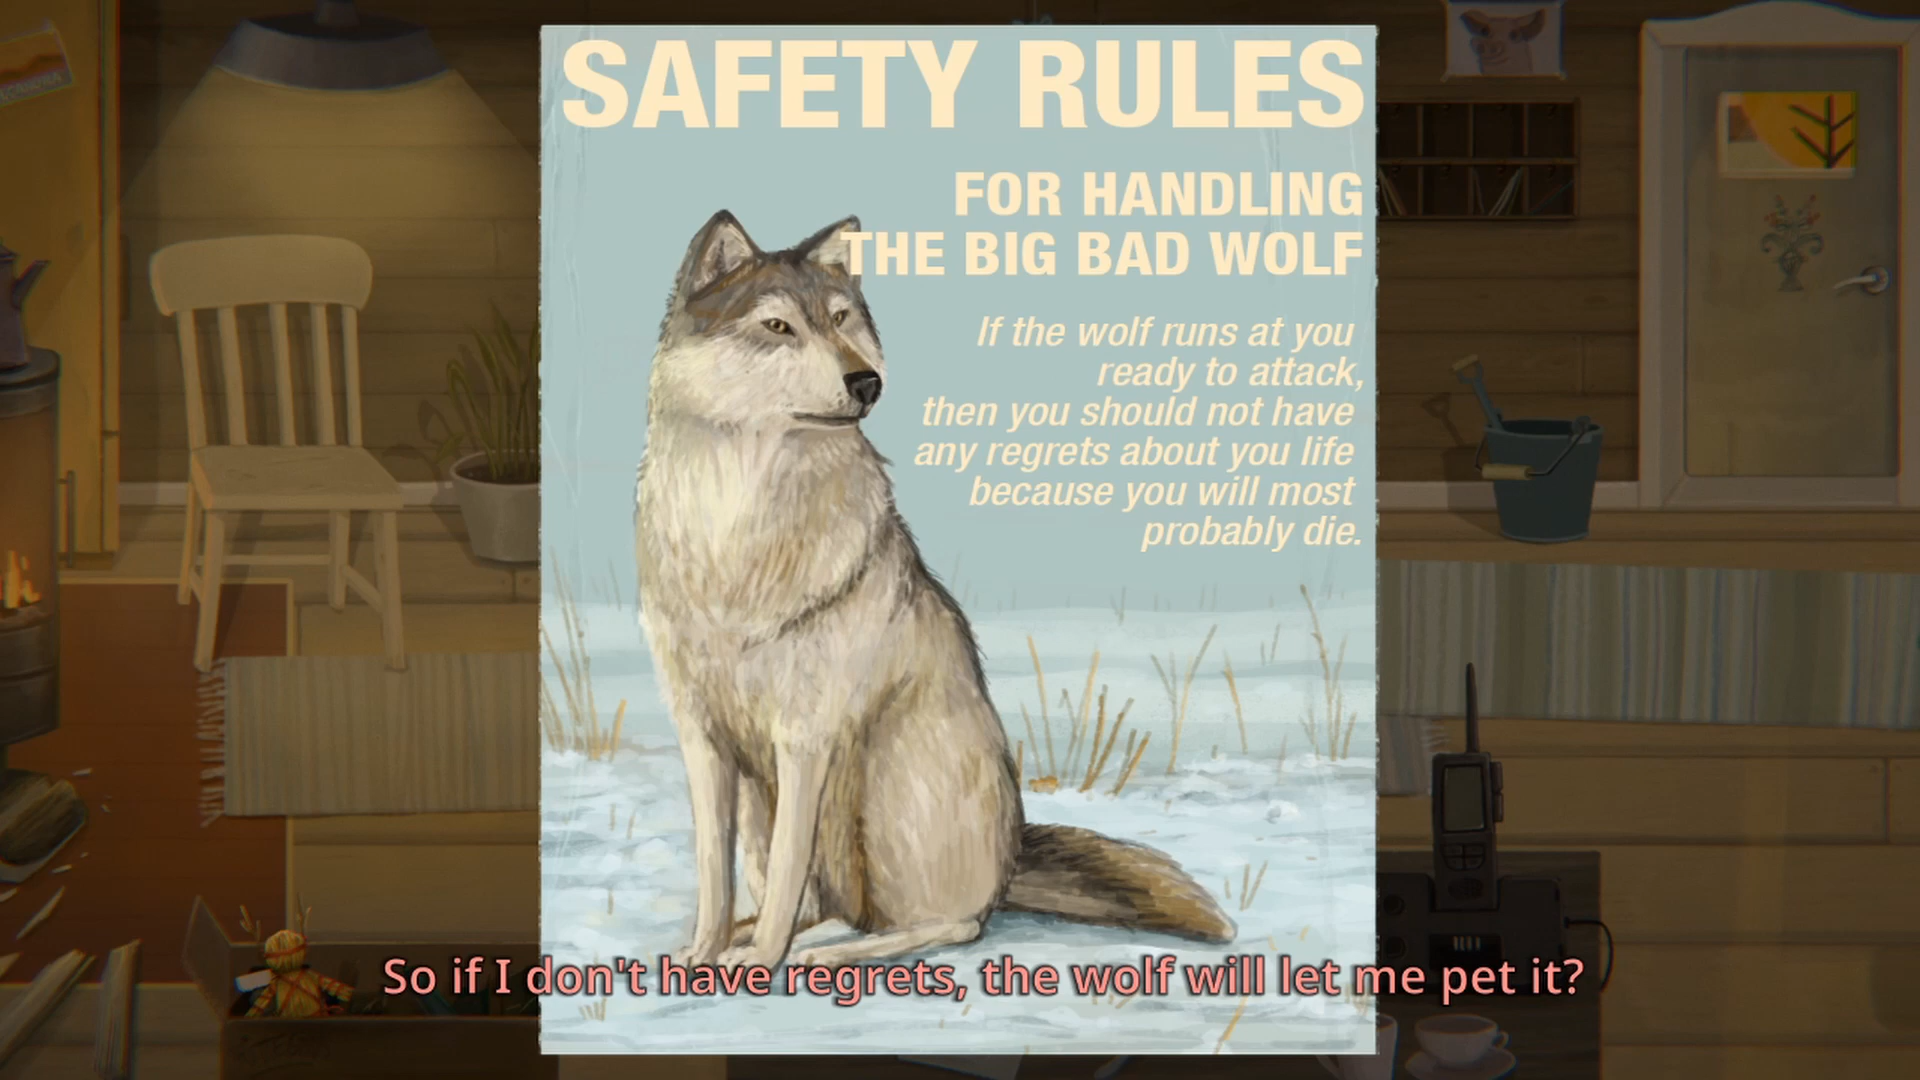 SAFETY RULES
FOR HANDLING
THE BIG BAD WOLF
If the wolf runs at you
ready to attack,
then you should not have
any regrets about you life
because you will most
probably die.
So if I don't have regrets, the wolf will let me pet it?